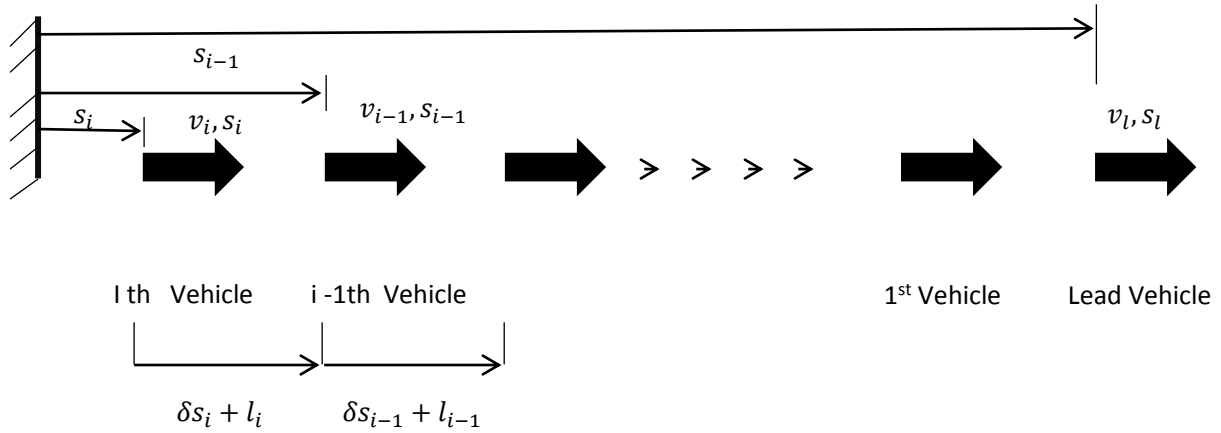 s_{i−1}
s_i
v_i, s_i
v_{i−1}, s_{i−1}
v_l, s_l
I th Vehicle
i -1th Vehicle
1st Vehicle
Lead Vehicle
δs_i + l_i
δs_{i−1} + l_{i−1}